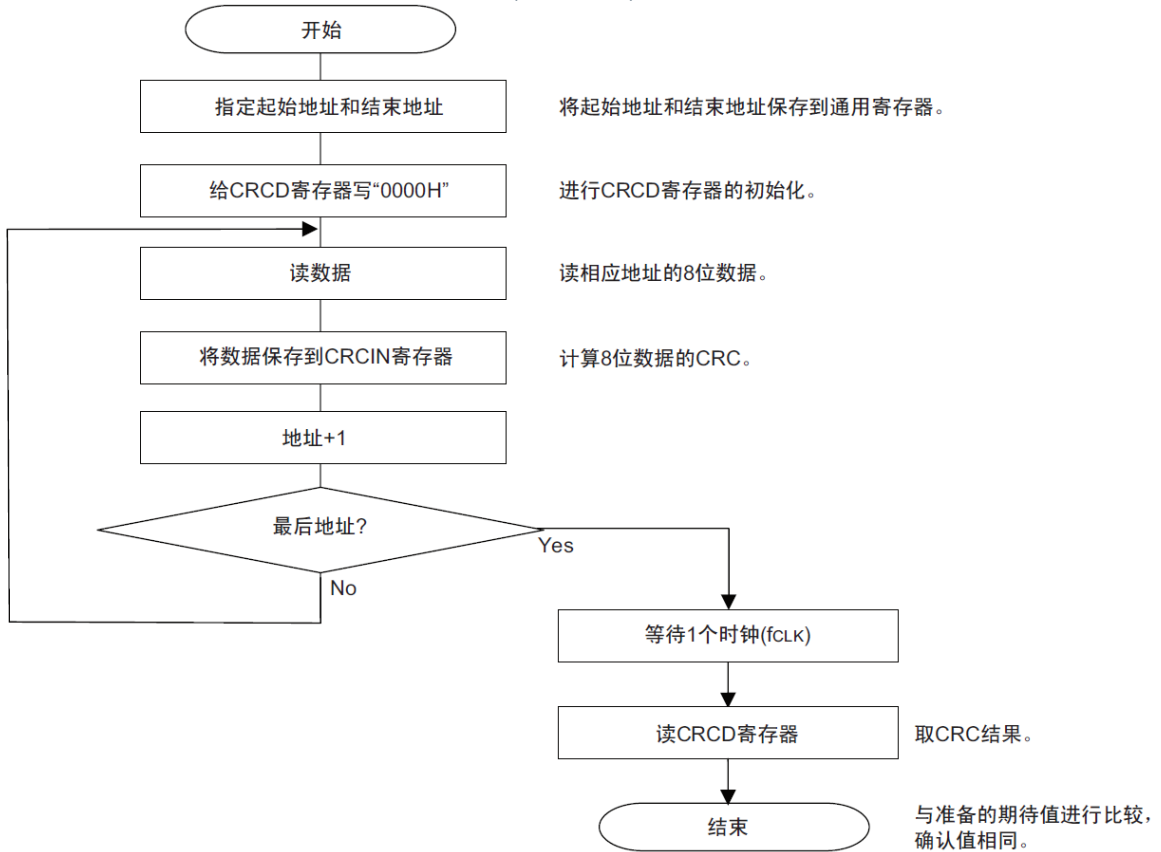 开始
指定起始地址和结束地址
将起始地址和结束地址保存到通用寄存器。
给CRCD寄存器写“0000H”
进行CRCD寄存器的初始化。
读数据
读相应地址的8位数据。
将数据保存到CRCIN寄存器
计算8位数据的CRC。
地址+1
最后地址?
Yes
No
等待1个时钟(fCLK)
读CRCD寄存器
取CRC结果。
结束
与准备的期待值进行比较，
确认值相同。